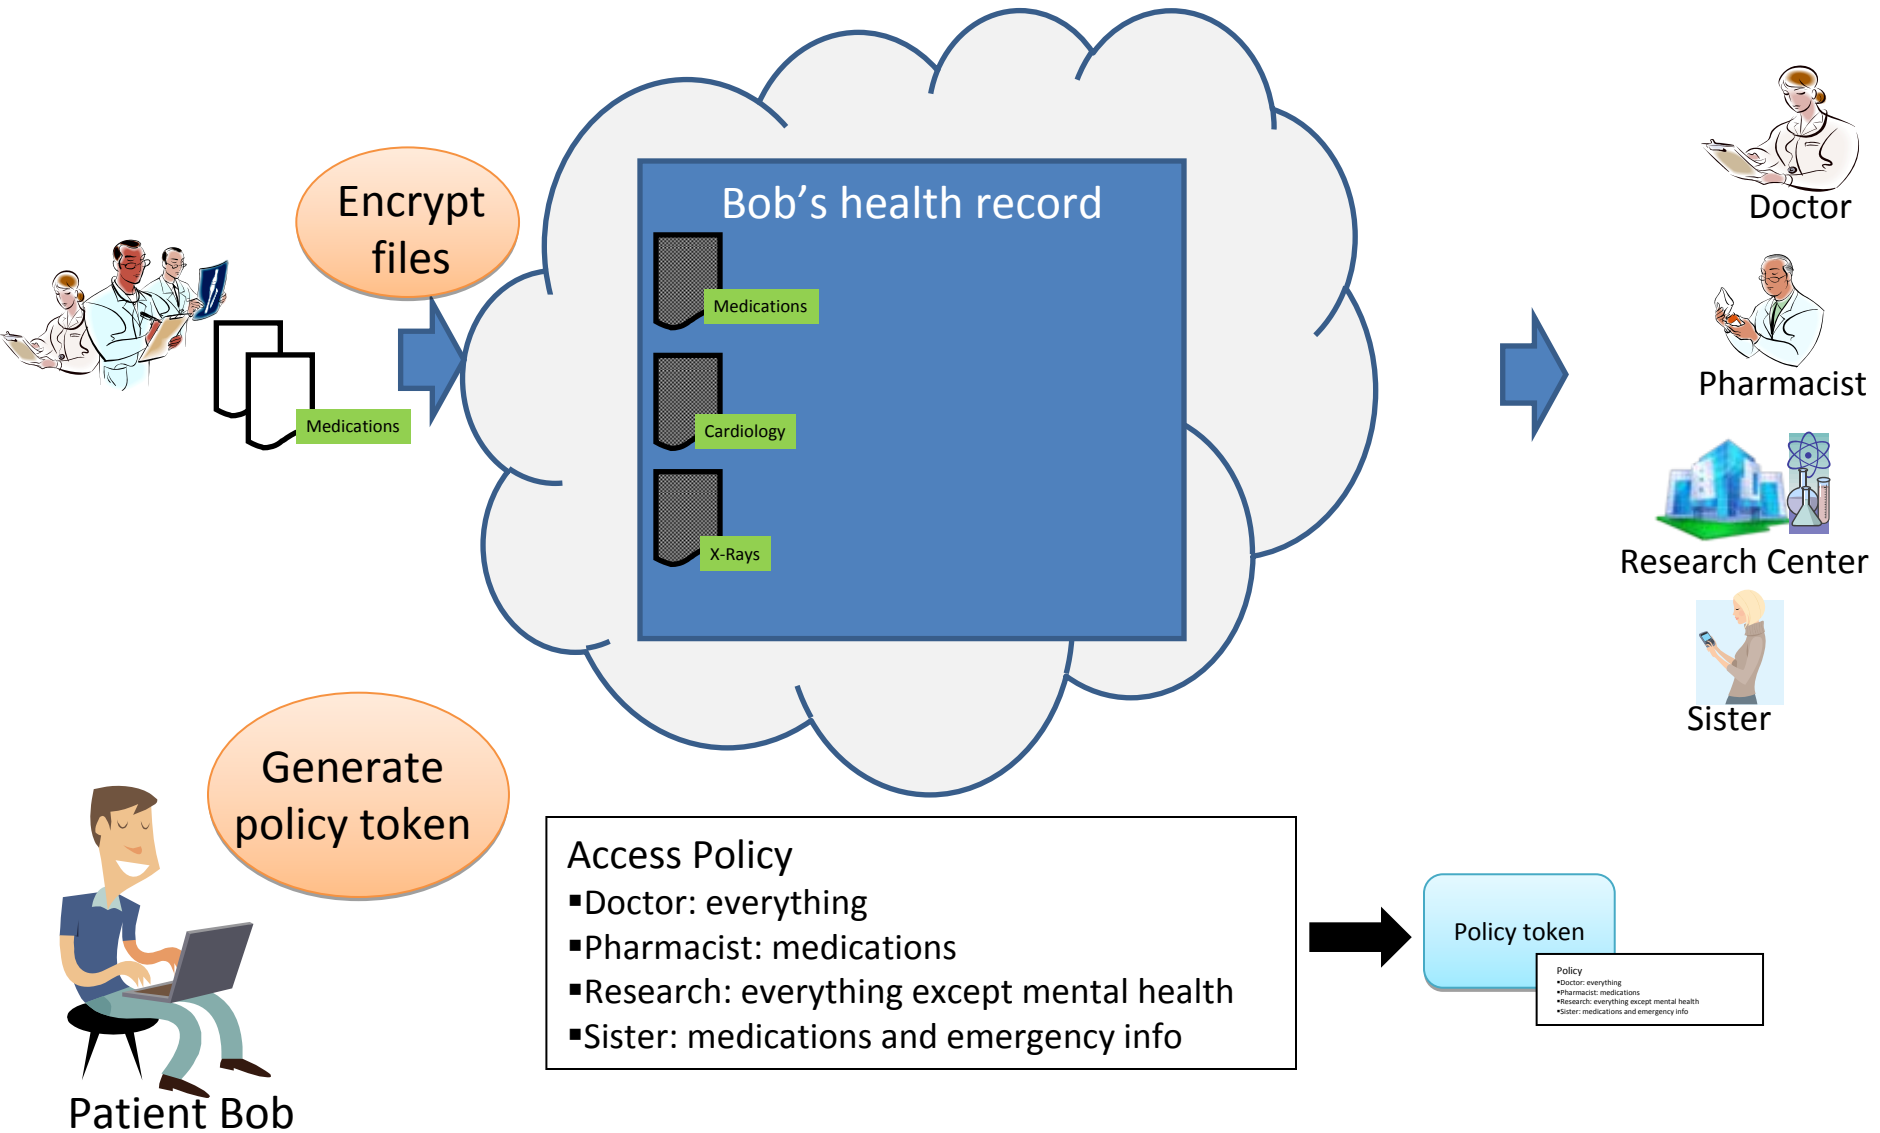 Encrypt
files
Bob's health record
Medications
Cardiology
X-Rays
Medications
Doctor
Pharmacist
Research Center
Sister
Generate
policy token
Patient Bob
Access Policy
▪Doctor: everything
▪Pharmacist: medications
▪Research: everything except mental health
▪Sister: medications and emergency info
Policy token
Policy
▪Doctor: everything
▪Pharmacist: medications
▪Research: everything except mental health
▪Sister: medications and emergency info